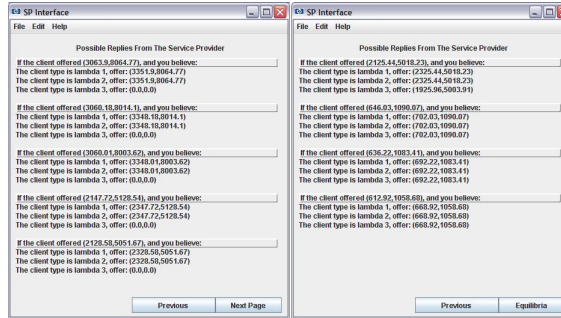 SP Interface
File Edit Help
Possible Replies From The Service Provider
If the client offered (3063.9,8064.77), and you believe:
The client type is lambda 1, offer: (3351.9,8064.77)
The client type is lambda 2, offer: (3351.9,8064.77)
The client type is lambda 3, offer: (0.0,0.0)
If the client offered (3060.18,8014.1), and you believe:
The client type is lambda 1, offer: (3348.18,8014.1)
The client type is lambda 2, offer: (3348.18,8014.1)
The client type is lambda 3, offer: (0.0,0.0)
If the client offered (3060.01,8003.62), and you believe:
The client type is lambda 1, offer: (3348.01,8003.62)
The client type is lambda 2, offer: (3348.01,8003.62)
The client type is lambda 3, offer: (0.0,0.0)
If the client offered (2147.72,5128.54), and you believe:
The client type is lambda 1, offer: (2347.72,5128.54)
The client type is lambda 2, offer: (2347.72,5128.54)
The client type is lambda 3, offer: (0.0,0.0)
If the client offered (2128.58,5051.67), and you believe:
The client type is lambda 1, offer: (2328.58,5051.67)
The client type is lambda 2, offer: (2328.58,5051.67)
The client type is lambda 3, offer: (0.0,0.0)
Previous Next Page
SP Interface
File Edit Help
Possible Replies From The Service Provider
If the client offered (2125.44,5018.23), and you believe:
The client type is lambda 1, offer: (2325.44,5018.23)
The client type is lambda 2, offer: (2325.44,5018.23)
The client type is lambda 3, offer: (1925.96,5003.91)
If the client offered (646.03,1090.07), and you believe:
The client type is lambda 1, offer: (702.03,1090.07)
The client type is lambda 2, offer: (702.03,1090.07)
The client type is lambda 3, offer: (702.03,1090.07)
If the client offered (636.22,1083.41), and you believe:
The client type is lambda 1, offer: (692.22,1083.41)
The client type is lambda 2, offer: (692.22,1083.41)
The client type is lambda 3, offer: (692.22,1083.41)
If the client offered (612.92,1058.68), and you believe:
The client type is lambda 1, offer: (668.92,1058.68)
The client type is lambda 2, offer: (668.92,1058.68)
The client type is lambda 3, offer: (668.92,1058.68)
Previous Equilibria